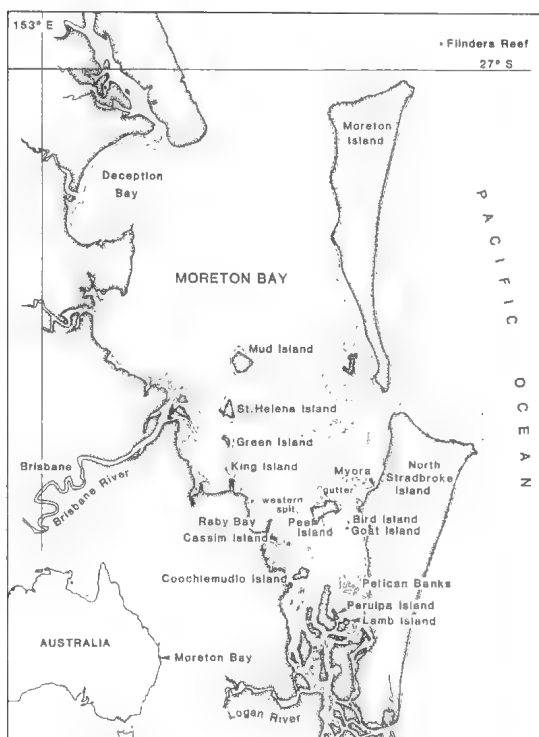 153° E
Flinders Reef
27° S
Moreton
Island
Deception
Bay
PACIFIC OCEAN
MORETON BAY
Mud Island
St. Helena Island
Green Island
King Island
Brisbane
Brisbane River
Myora
North
Stradbroke
Island
gutter
western
spit
Peel
Island
Raby Bay
Bird Island
Goat Island
Cassim Island
Coochiemudlo Island
Pelican Banks
Perulpa Island
Lamb Island
AUSTRALIA
Moreton Bay
Logan River